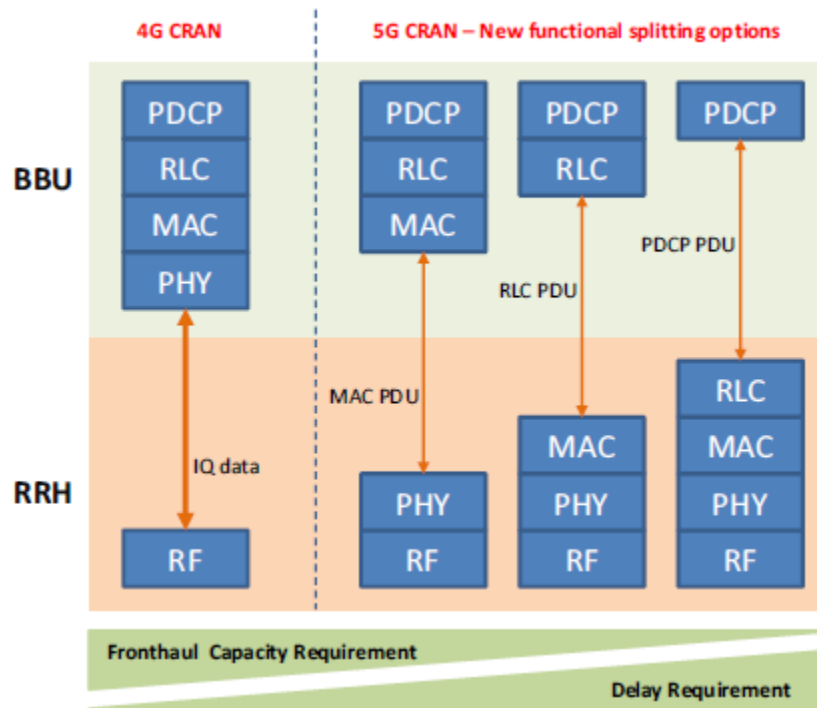 4G CRAN
5G CRAN – New functional splitting options
BBU
PDCP
RLC
MAC
PHY
PDCP
RLC
MAC
PDCP
RLC
PDCP
IQ data
MAC PDU
RLC PDU
PDCP PDU
RRH
RF
PHY
RF
MAC
PHY
RF
RLC
MAC
PHY
RF
Fronthaul Capacity Requirement
Delay Requirement